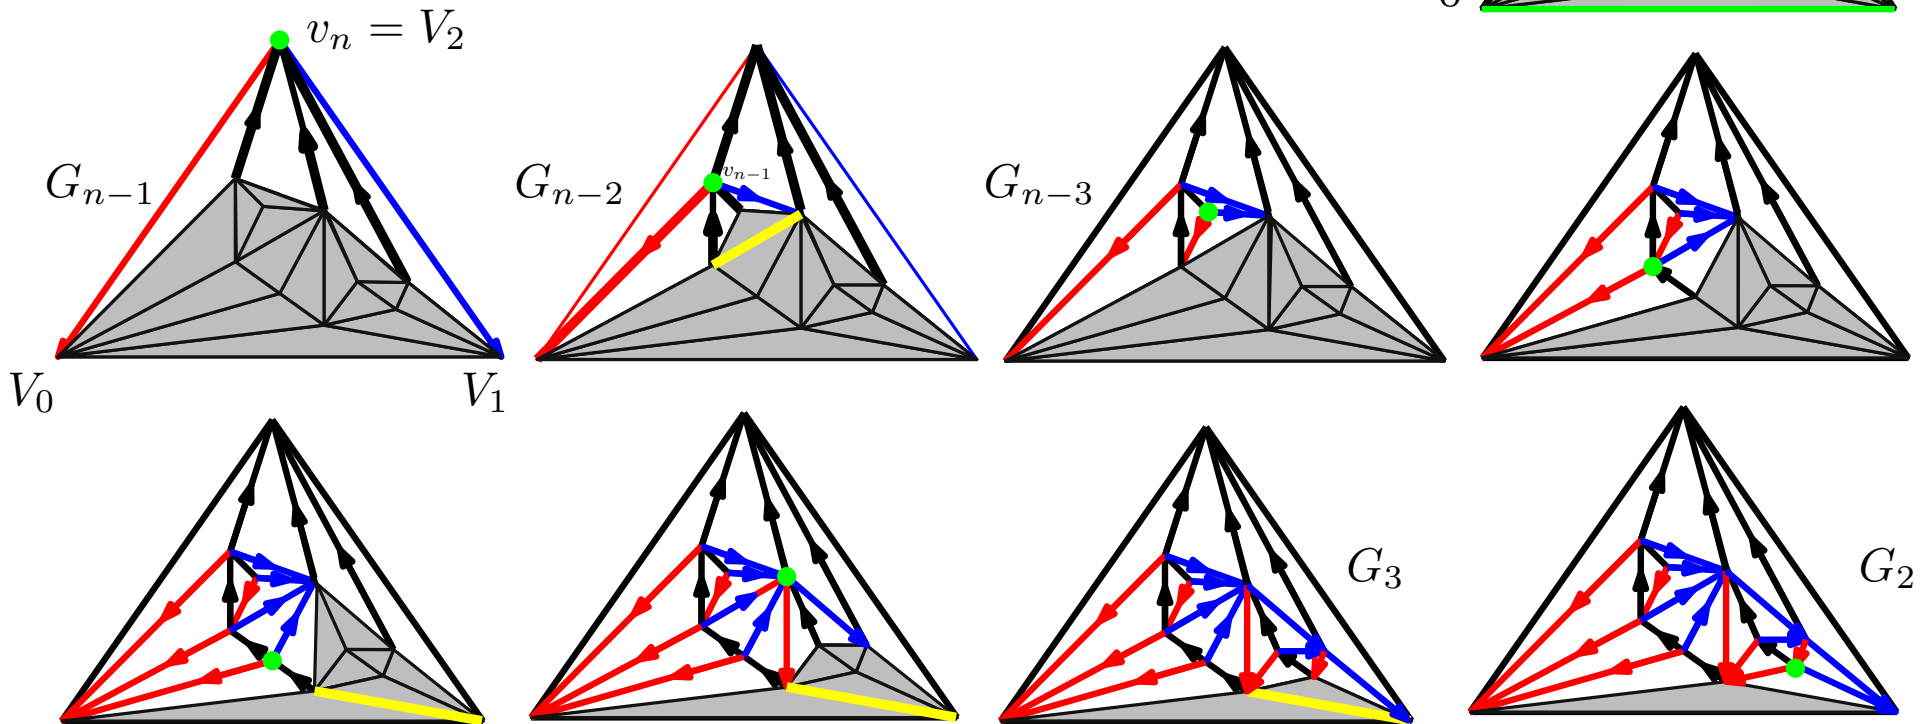 v_n = V_2
G_{n-1}
G_{n-2}
v_{n-1}
G_{n-3}
V_0
V_1
G_3
G_2